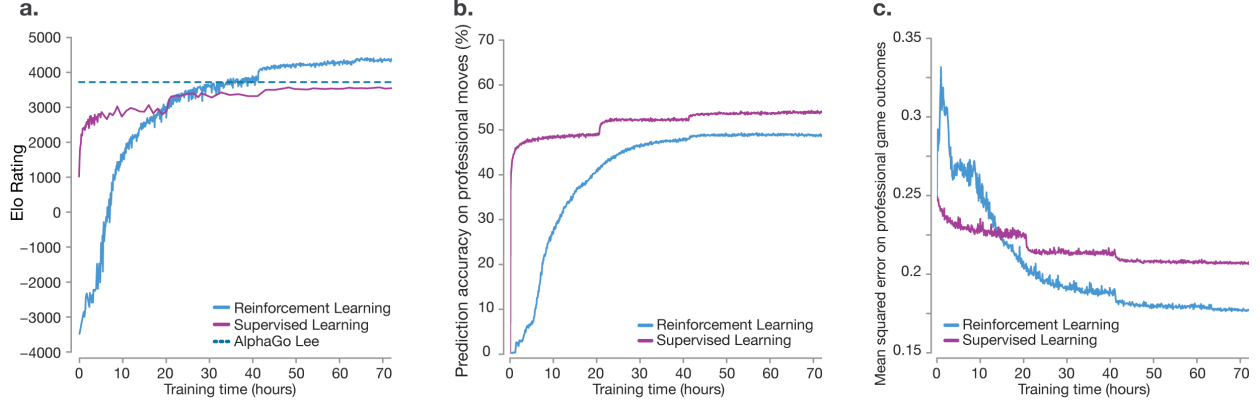 a.
Elo Rating
5000
4000
3000
2000
1000
0
−1000
−2000
−3000
−4000
Reinforcement Learning
Supervised Learning
AlphaGo Lee
0 10 20 30 40 50 60 70
Training time (hours)
b.
Prediction accuracy on professional moves (%)
70
60
50
40
30
20
10
0
Reinforcement Learning
Supervised Learning
0 10 20 30 40 50 60 70
Training time (hours)
c.
Mean squared error on professional game outcomes
0.35
0.3
0.25
0.2
0.15
Reinforcement Learning
Supervised Learning
0 10 20 30 40 50 60 70
Training time (hours)